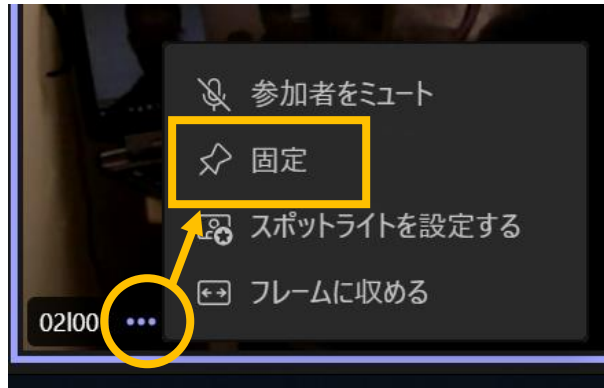 参加者をミュート
固定
スポットライトを設定する
フレームに収める
02I00